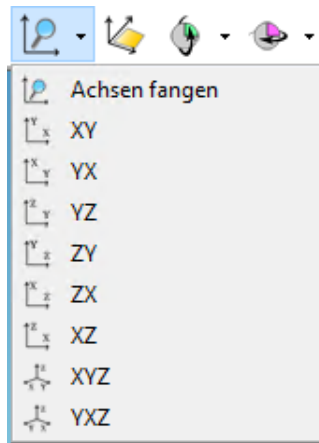 Achsen fangen
Y X XY
X Y YX
Z Y YZ
Y Z ZY
X Z ZX
Z X XZ
Z X Y XYZ
Z Y X YXZ